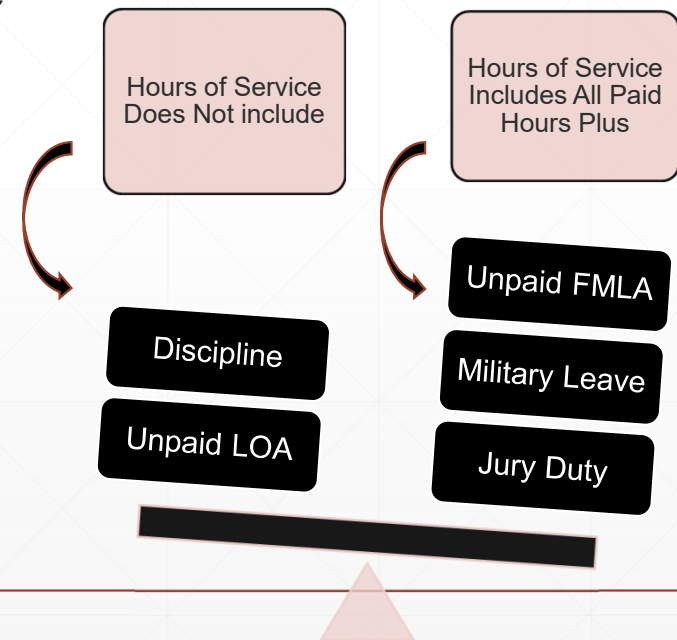 Hours of Service
Does Not include
Discipline
Unpaid LOA
Hours of Service
Includes All Paid
Hours Plus
Unpaid FMLA
Military Leave
Jury Duty